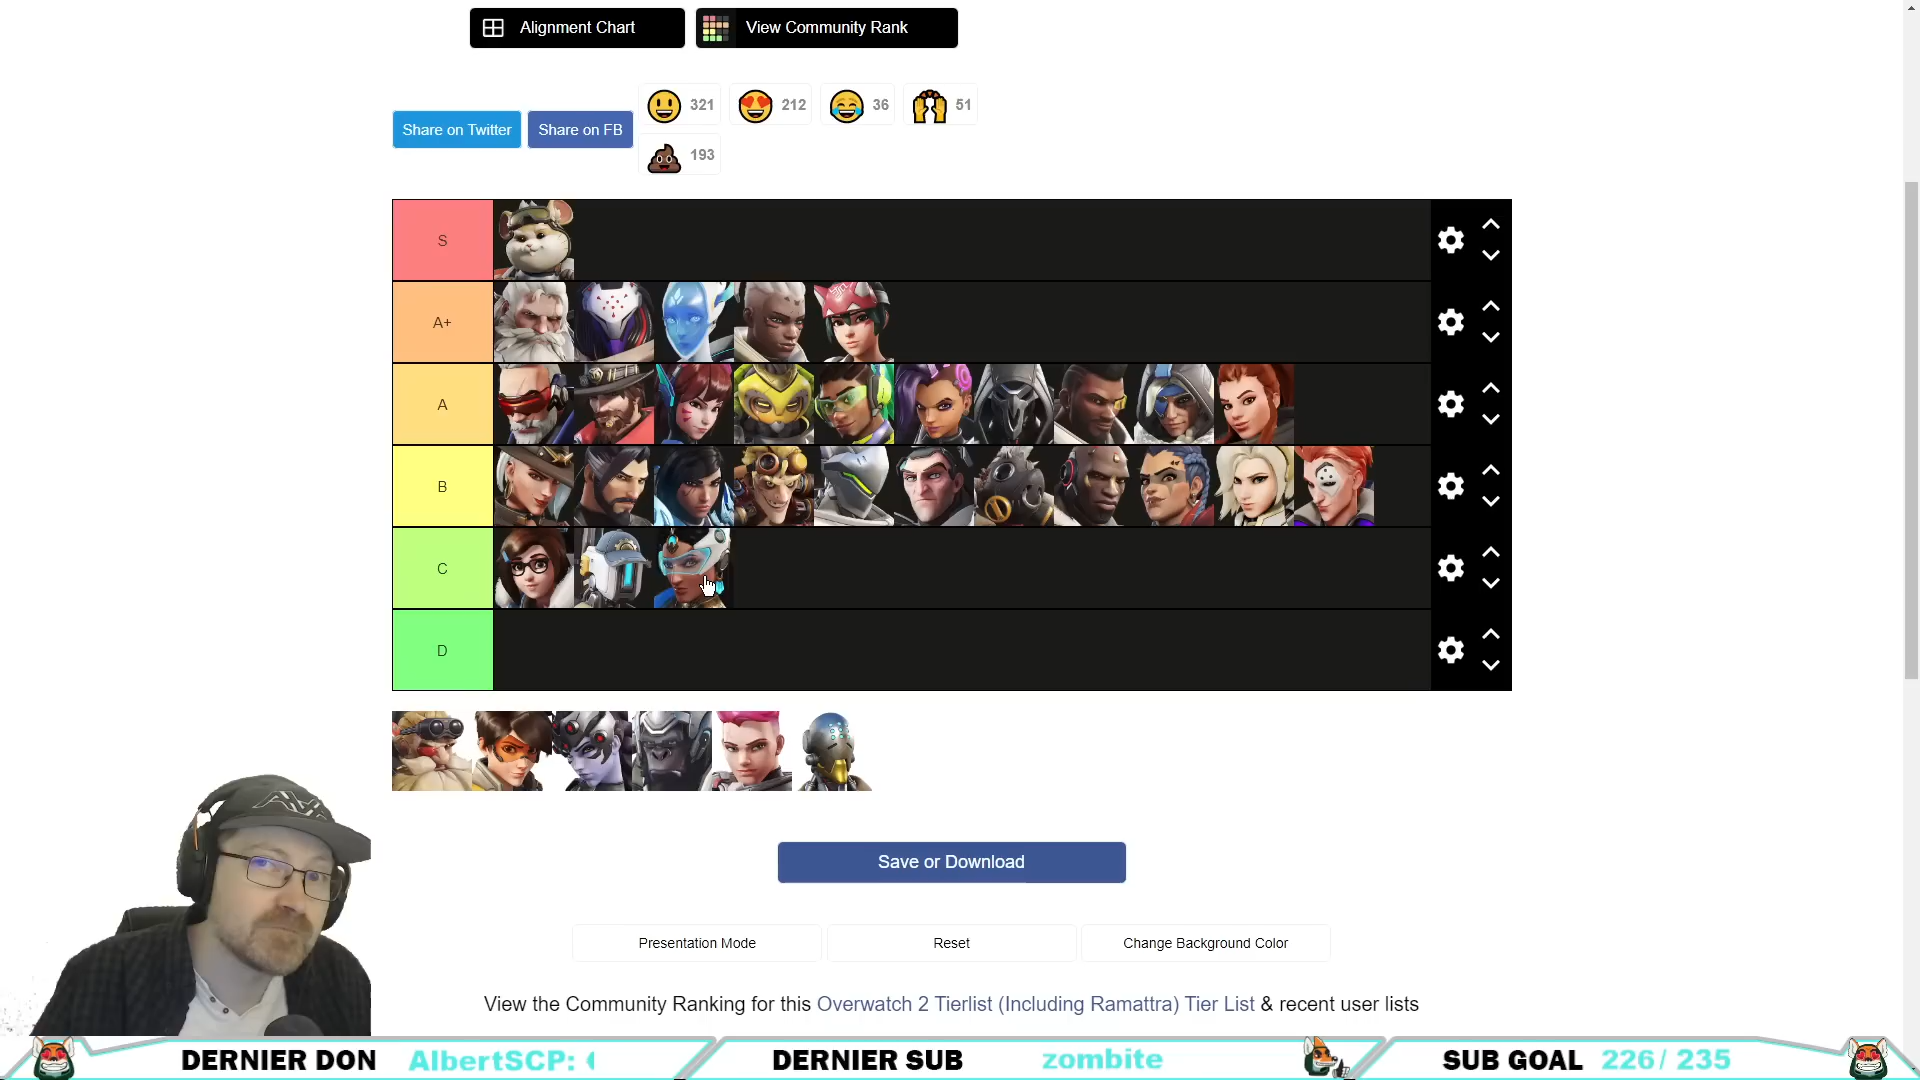 Alignment Chart View Community Rank
321 212 36 51
Share on Twitter Share on FB
193
S
A+
A
B
C
D
Save or Download
Presentation Mode Reset Change Background Color
View the Community Ranking for this Overwatch 2 Tierlist (Including Ramattra) Tier List & recent user lists
DERNIER DON AlbertSCP: DERNIER SUB zombite SUB GOAL 226/ 235